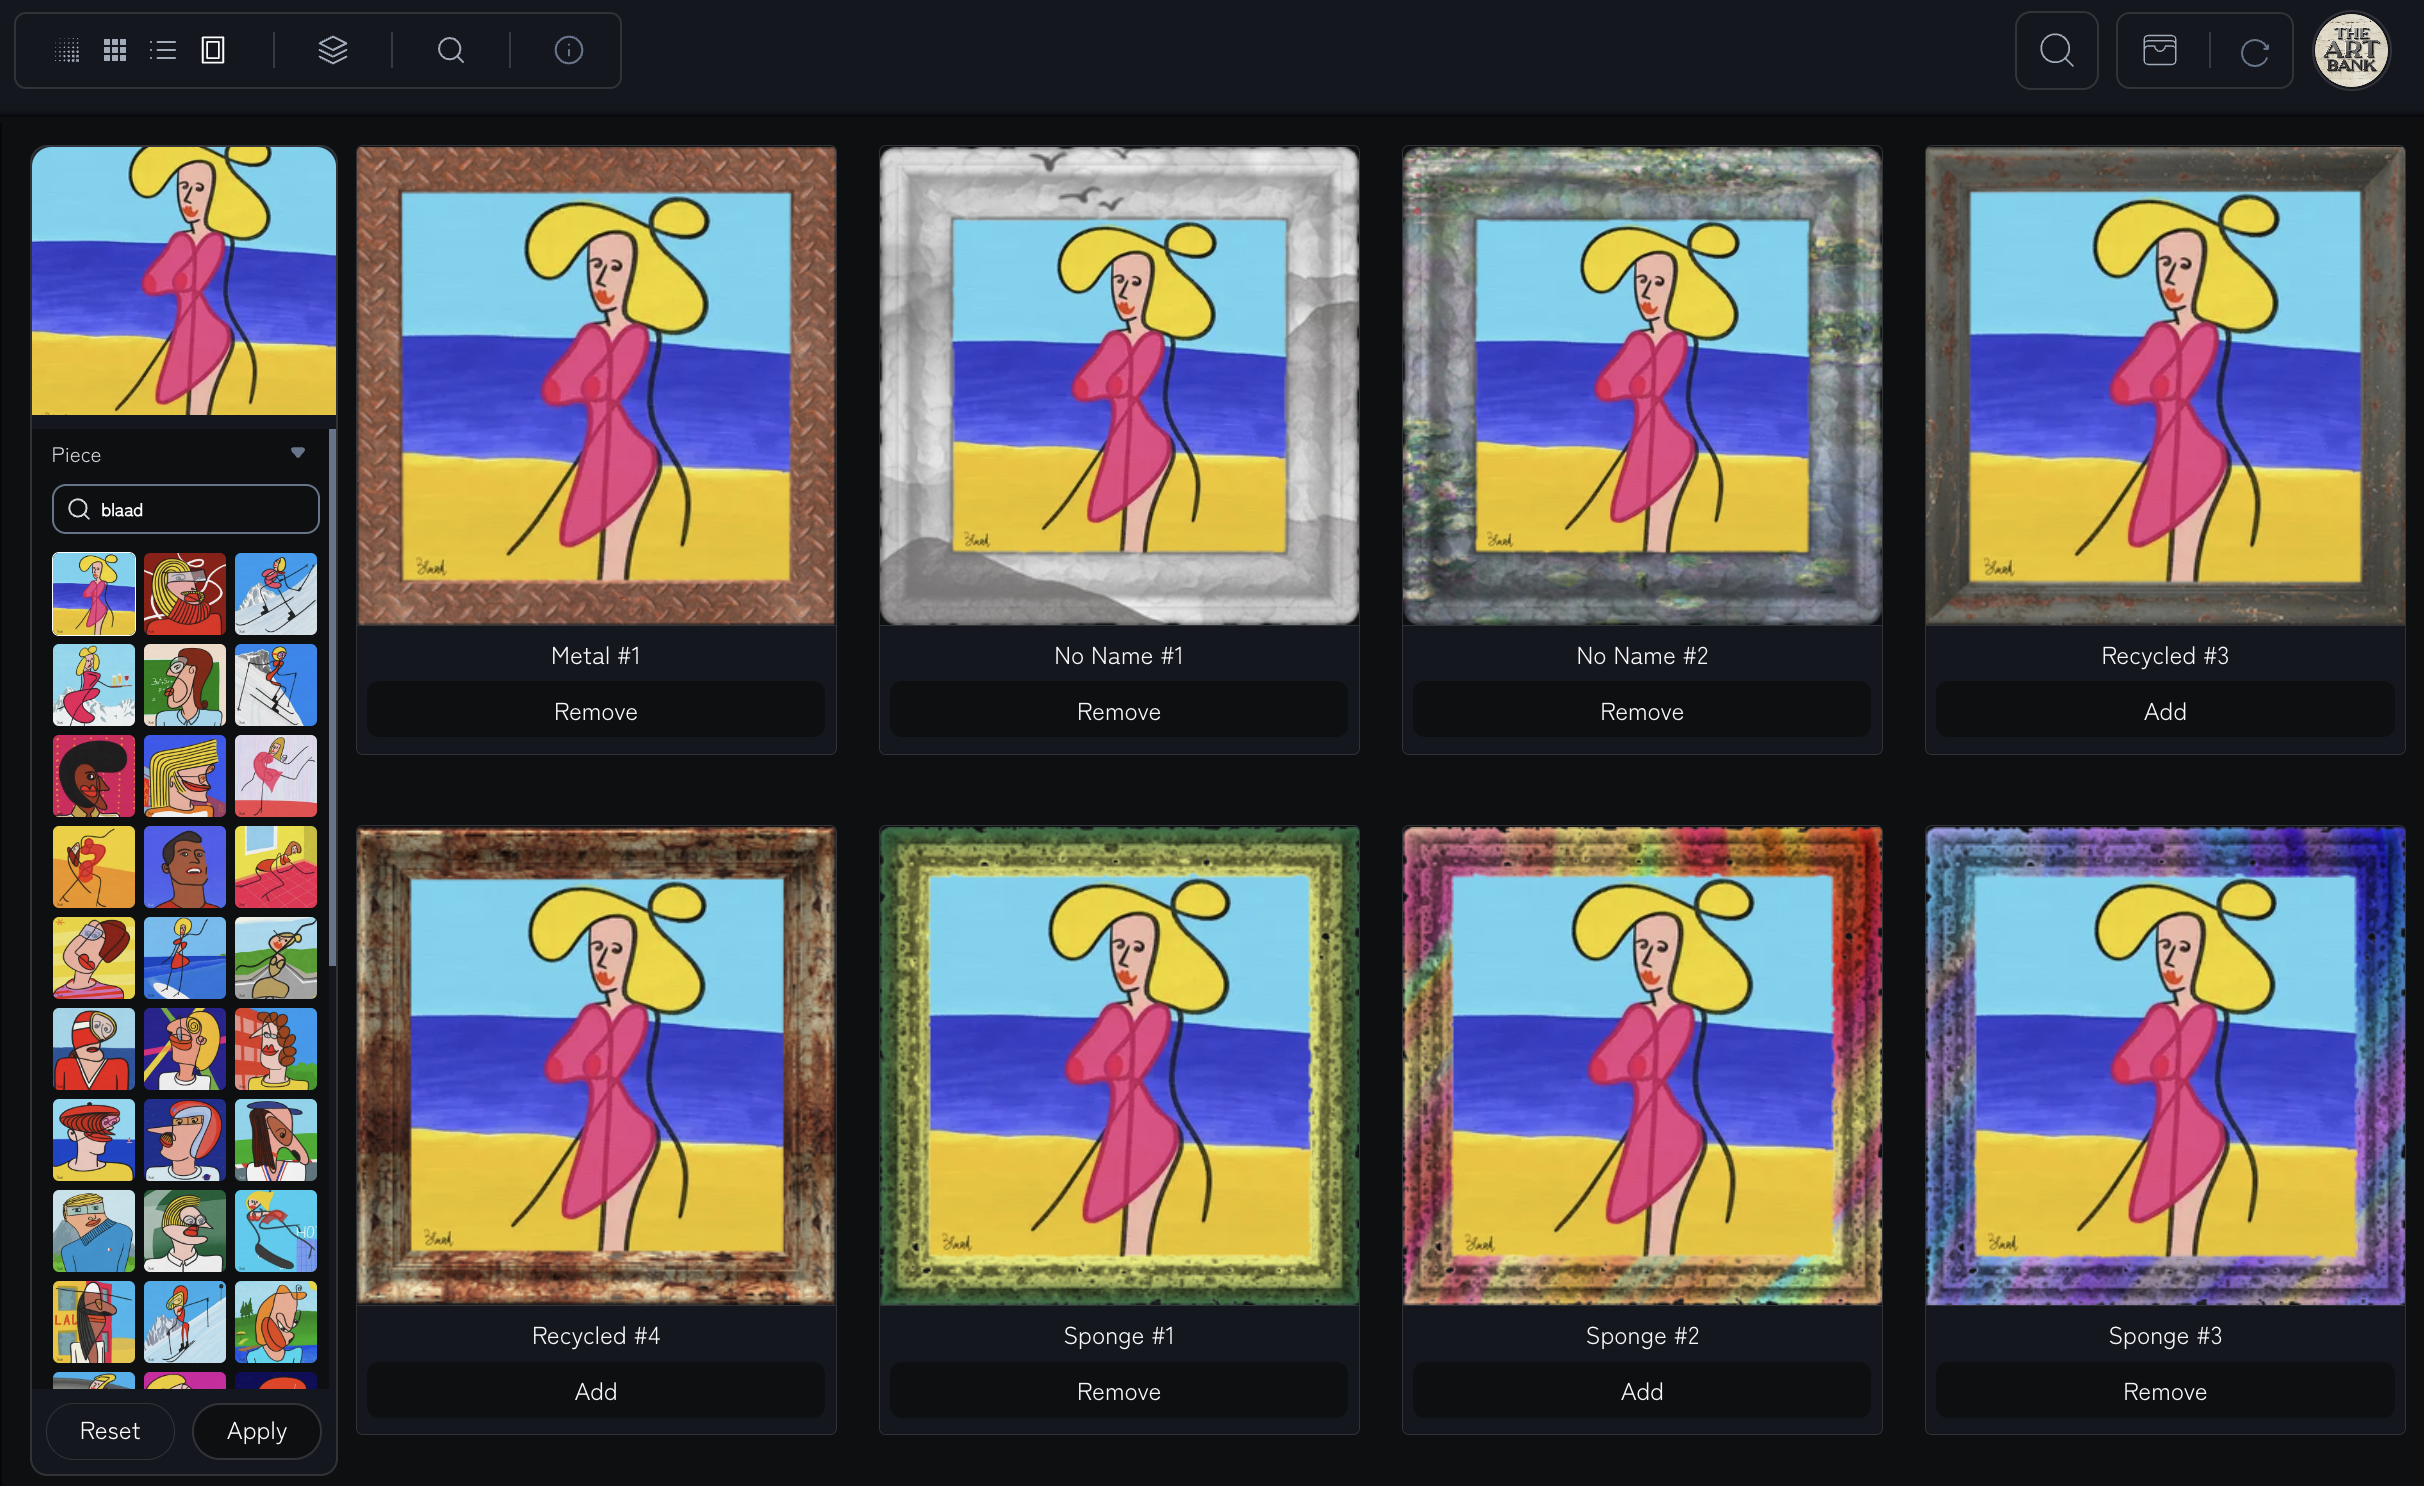 THE
ART
BANK
Piece
blaad
Reset
Apply
Metal #1
Remove
No Name #1
Remove
No Name #2
Remove
Recycled #3
Add
Recycled #4
Add
Sponge #1
Remove
Sponge #2
Add
Sponge #3
Remove